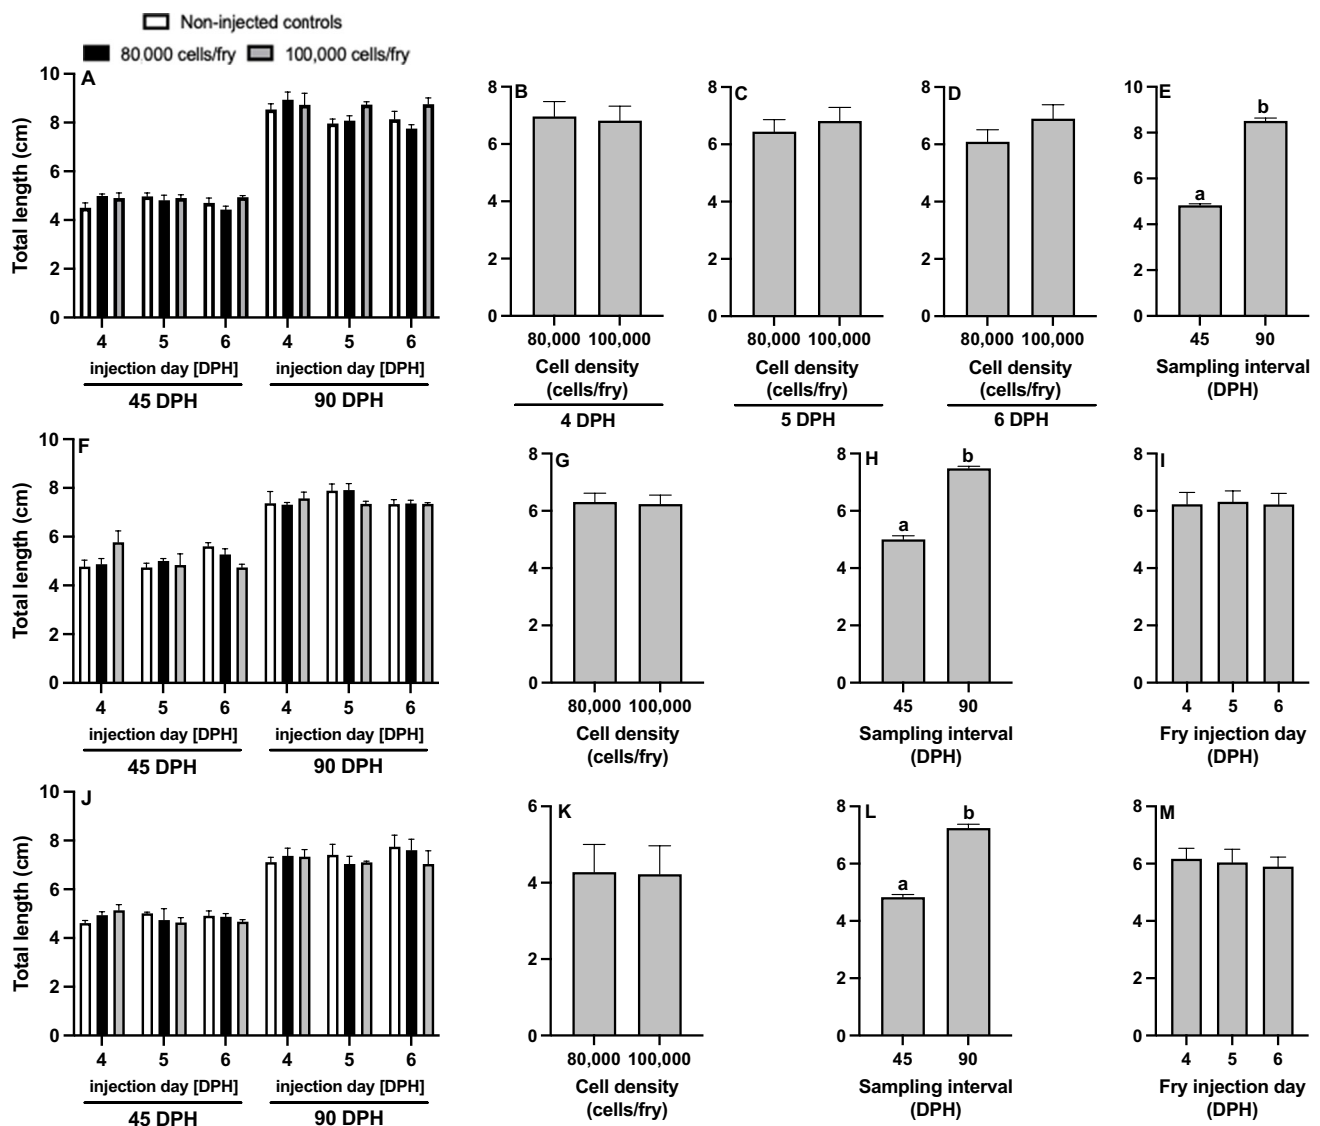 Non-injected controls
80,000 cells/fry 100,000 cells/fry
A
Total length (cm)
10
8
6
4
2
0
4 5 6 4 5 6
injection day [DPH] injection day [DPH]
45 DPH 90 DPH
B
8
6
4
2
0
80,000 100,000
Cell density
(cells/fry)
4 DPH
C
8
6
4
2
0
80,000 100,000
Cell density
(cells/fry)
5 DPH
D
8
6
4
2
0
80,000 100,000
Cell density
(cells/fry)
6 DPH
E
10
8
6
4
2
0
a
b
45 90
Sampling interval
(DPH)
F
Total length (cm)
10
8
6
4
2
0
4 5 6 4 5 6
injection day [DPH] injection day [DPH]
45 DPH 90 DPH
G
8
6
4
2
0
80,000 100,000
Cell density
(cells/fry)
H
8
6
4
2
0
a
b
45 90
Sampling interval
(DPH)
I
8
6
4
2
0
4 5 6
Fry injection day
(DPH)
J
Total length (cm)
10
8
6
4
2
0
4 5 6 4 5 6
injection day [DPH] injection day [DPH]
45 DPH 90 DPH
K
6
4
2
0
80,000 100,000
Cell density
(cells/fry)
L
8
6
4
2
0
a
b
45 90
Sampling interval
(DPH)
M
8
6
4
2
0
4 5 6
Fry injection day
(DPH)